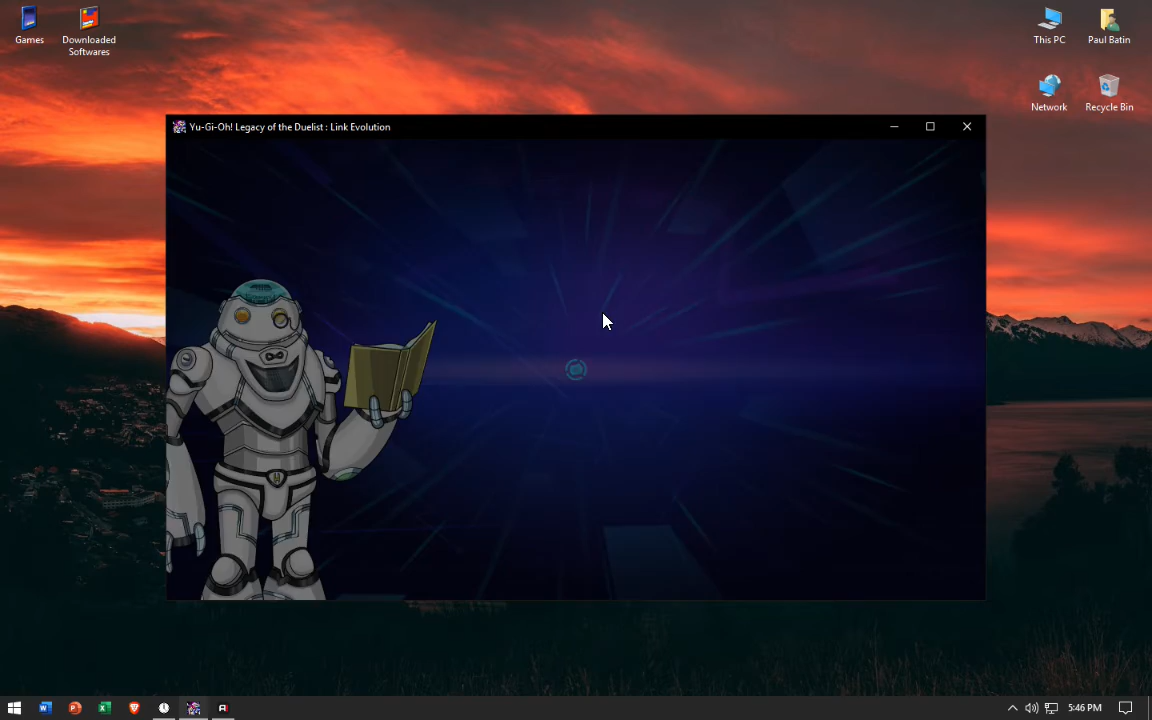 Games
Downloaded
Softwares
This PC
Paul Batin
Network
Recycle Bin
Yu-Gi-Oh! Legacy of the Duelist : Link Evolution
5:46 PM